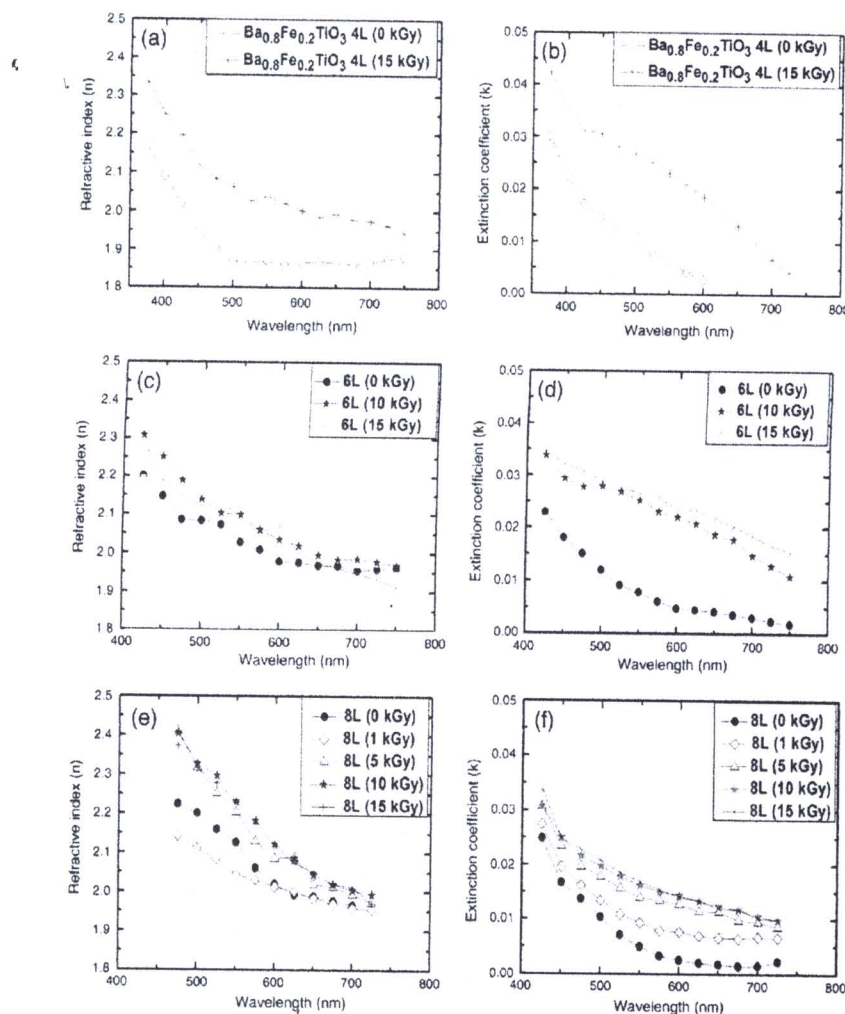 (a)
Ba0.8Fe0.2TiO3 4L (0 kGy)
Ba0.8Fe0.2TiO3 4L (15 kGy)
Refractive index (n)
2.5
2.4
2.3
2.2
2.1
2.0
1.9
1.8
400 500 600 700 800
Wavelength (nm)
(b)
Ba0.8Fe0.2TiO3 4L (0 kGy)
Ba0.8Fe0.2TiO3 4L (15 kGy)
Extinction coefficient (k)
0.05
0.04
0.03
0.02
0.01
0.00
400 500 600 700 800
Wavelength (nm)
(c)
6L (0 kGy)
6L (10 kGy)
6L (15 kGy)
Refractive index (n)
2.5
2.4
2.3
2.2
2.1
2.0
1.9
1.8
400 500 600 700 800
Wavelength (nm)
(d)
6L (0 kGy)
6L (10 kGy)
6L (15 kGy)
Extinction coefficient (k)
0.05
0.04
0.03
0.02
0.01
0.00
400 500 600 700 800
Wavelength (nm)
(e)
8L (0 kGy)
8L (1 kGy)
8L (5 kGy)
8L (10 kGy)
8L (15 kGy)
Refractive index (n)
2.5
2.4
2.3
2.2
2.1
2.0
1.9
1.8
400 500 600 700 800
Wavelength (nm)
(f)
8L (0 kGy)
8L (1 kGy)
8L (5 kGy)
8L (10 kGy)
8L (15 kGy)
Extinction coefficient (k)
0.05
0.04
0.03
0.02
0.01
0.00
400 500 600 700 800
Wavelength (nm)